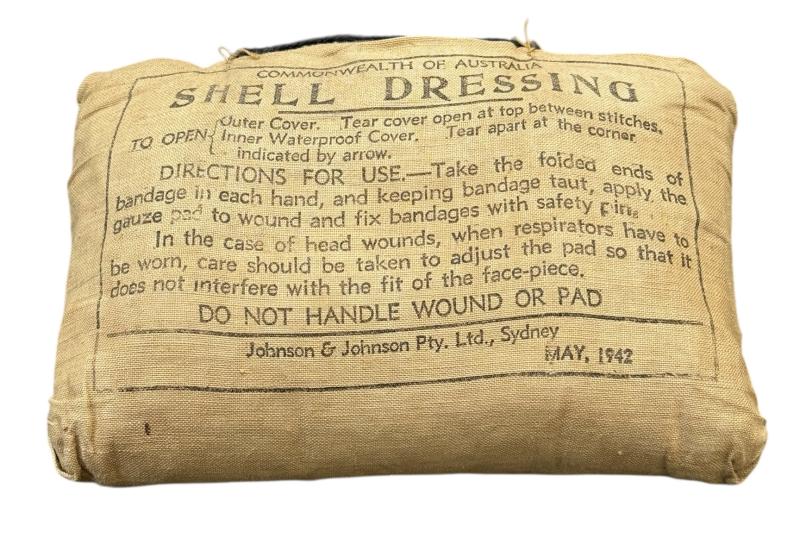 COMMONWEALTH OF AUSTRALIA
SHELL DRESSING
TO OPEN { Outer Cover. Tear cover open at top between stitches.
Inner Waterproof Cover. Tear apart at the corner
indicated by arrow.
DIRECTIONS FOR USE.—Take the folded ends of
bandage in each hand, and keeping bandage taut, apply the
gauze pad to wound and fix bandages with safety pins.
In the case of head wounds, when respirators have to
be worn, care should be taken to adjust the pad so that it
does not interfere with the fit of the face-piece.
DO NOT HANDLE WOUND OR PAD
Johnson & Johnson Pty. Ltd., Sydney
MAY, 1942